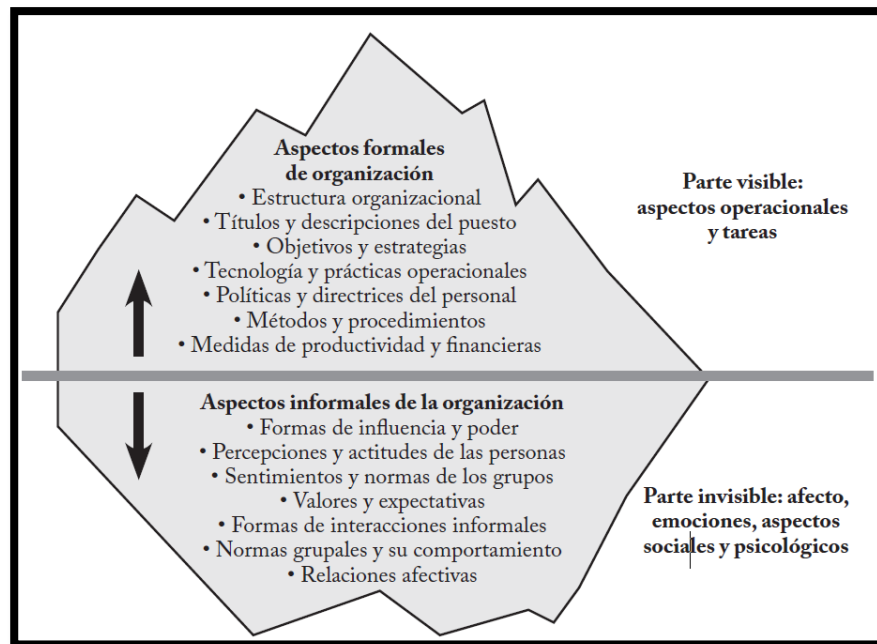 Aspectos formales
de organización
• Estructura organizacional
• Títulos y descripciones del puesto
• Objetivos y estrategias
• Tecnología y prácticas operacionales
• Políticas y directrices del personal
• Métodos y procedimientos
• Medidas de productividad y financieras
Parte visible:
aspectos operacionales
y tareas
Aspectos informales de la organización
• Formas de influencia y poder
• Percepciones y actitudes de las personas
• Sentimientos y normas de los grupos
• Valores y expectativas
• Formas de interacciones informales
• Normas grupales y su comportamiento
• Relaciones afectivas
Parte invisible: afecto,
emociones, aspectos
sociales y psicológicos